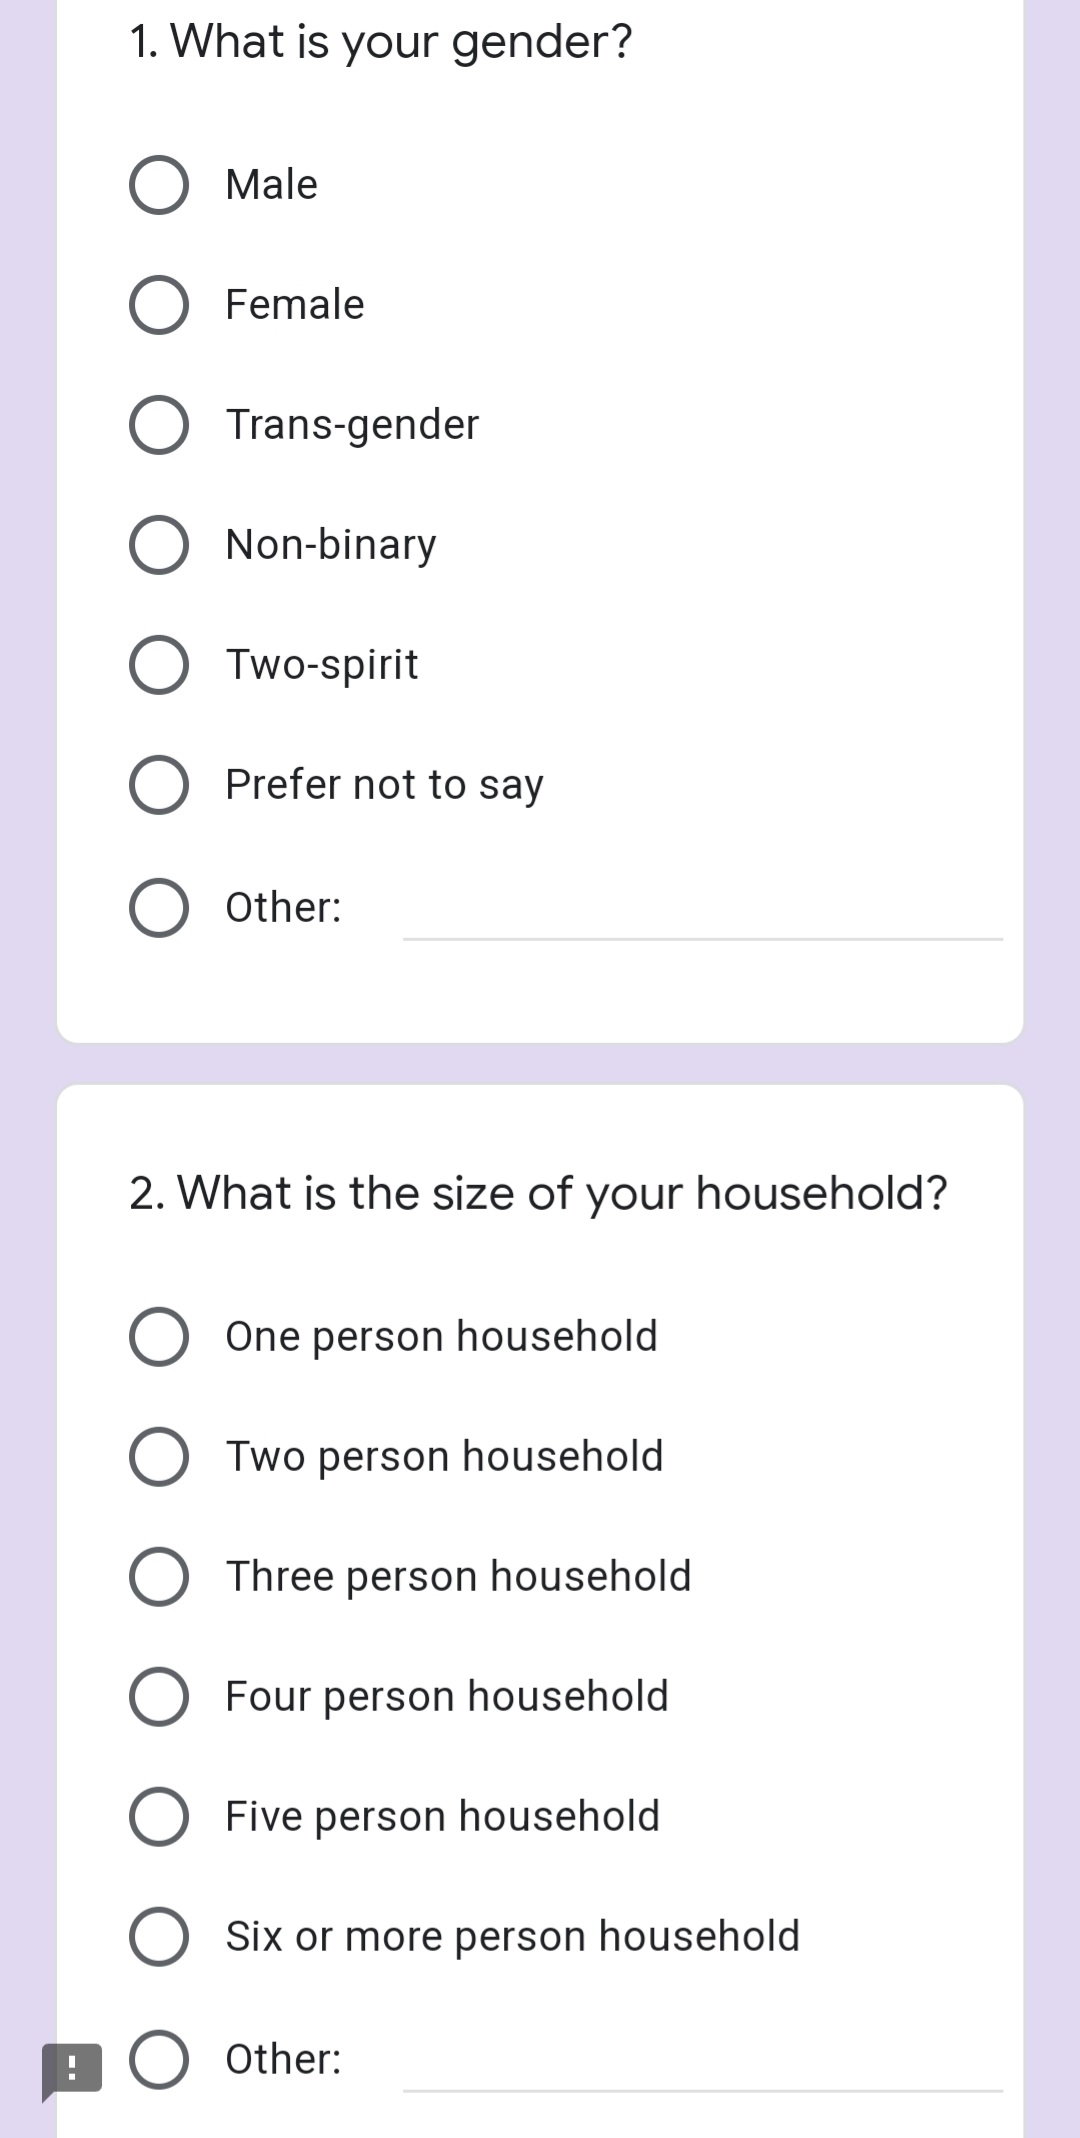 1. What is your gender?
Male
Female
Trans-gender
Non-binary
Two-spirit
Prefer not to say
Other:
2. What is the size of your household?
One person household
Two person household
Three person household
Four person household
Five person household
Six or more person household
Other: